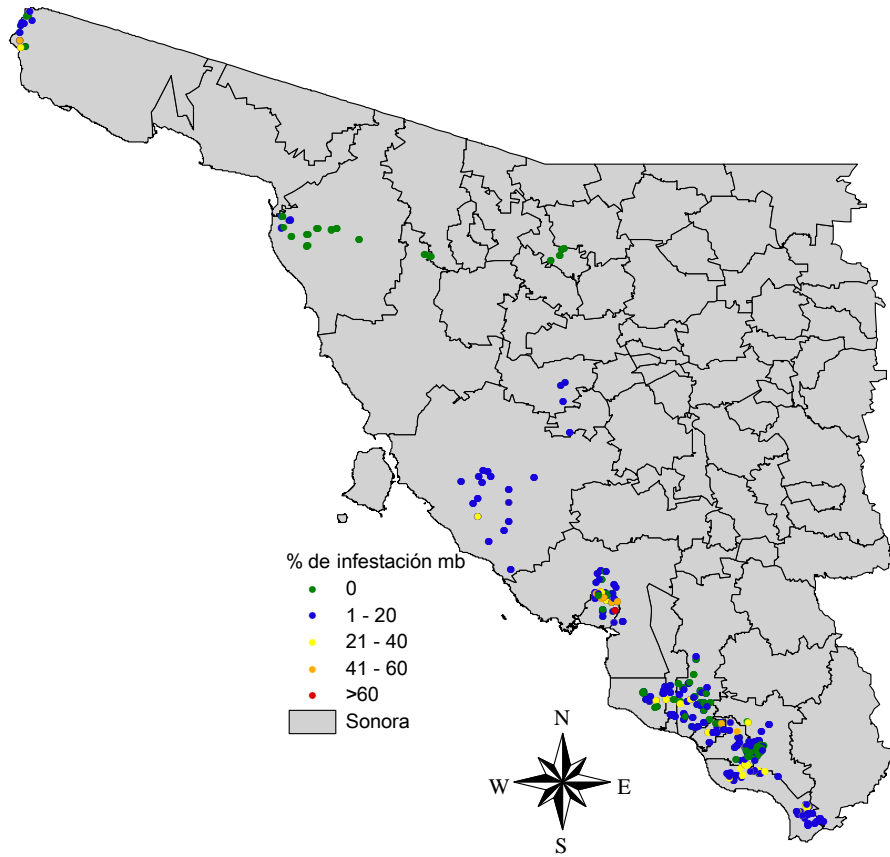 % de infestación mb
0
1 - 20
21 - 40
41 - 60
>60
Sonora
N
W E
S